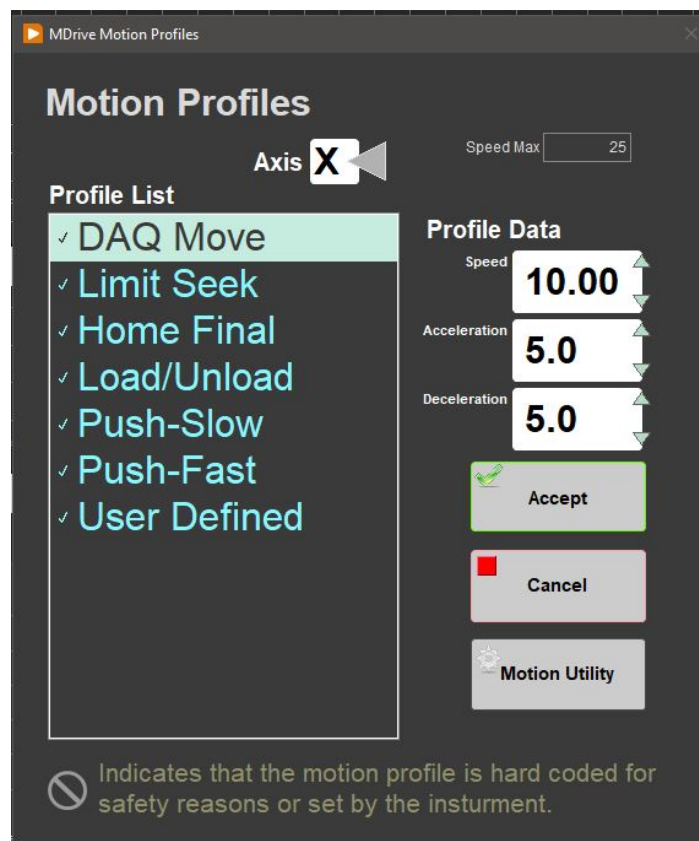 MDrive Motion Profiles
Motion Profiles
Axis X
Speed Max 25
Profile List
DAQ Move
Limit Seek
Home Final
Load/Unload
Push-Slow
Push-Fast
User Defined
Profile Data
Speed 10.00
Acceleration 5.0
Deceleration 5.0
Accept
Cancel
Motion Utility
Indicates that the motion profile is hard coded for
safety reasons or set by the insturment.